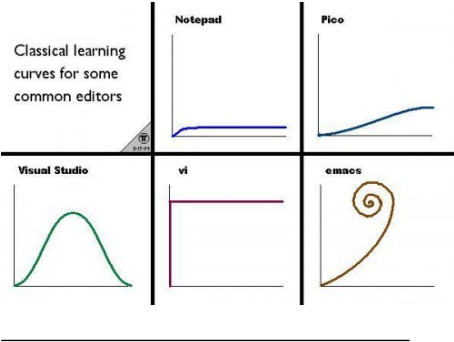 Classical learning
curves for some
common editors
Notepad
Pico
Visual Studio
vi
emacs